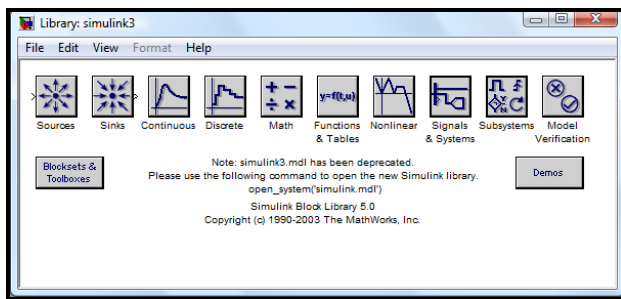 Library: simulink3
File Edit View Format Help
+ − ÷ × y=f(t,u)
Sources Sinks Continuous Discrete Math Functions & Tables Nonlinear Signals & Systems Subsystems Model Verification
Blocksets & Toolboxes
Note: simulink3.mdl has been deprecated.
Please use the following command to open the new Simulink library.
open_system('simulink.mdl')
Demos
Simulink Block Library 5.0
Copyright (c) 1990-2003 The MathWorks, Inc.